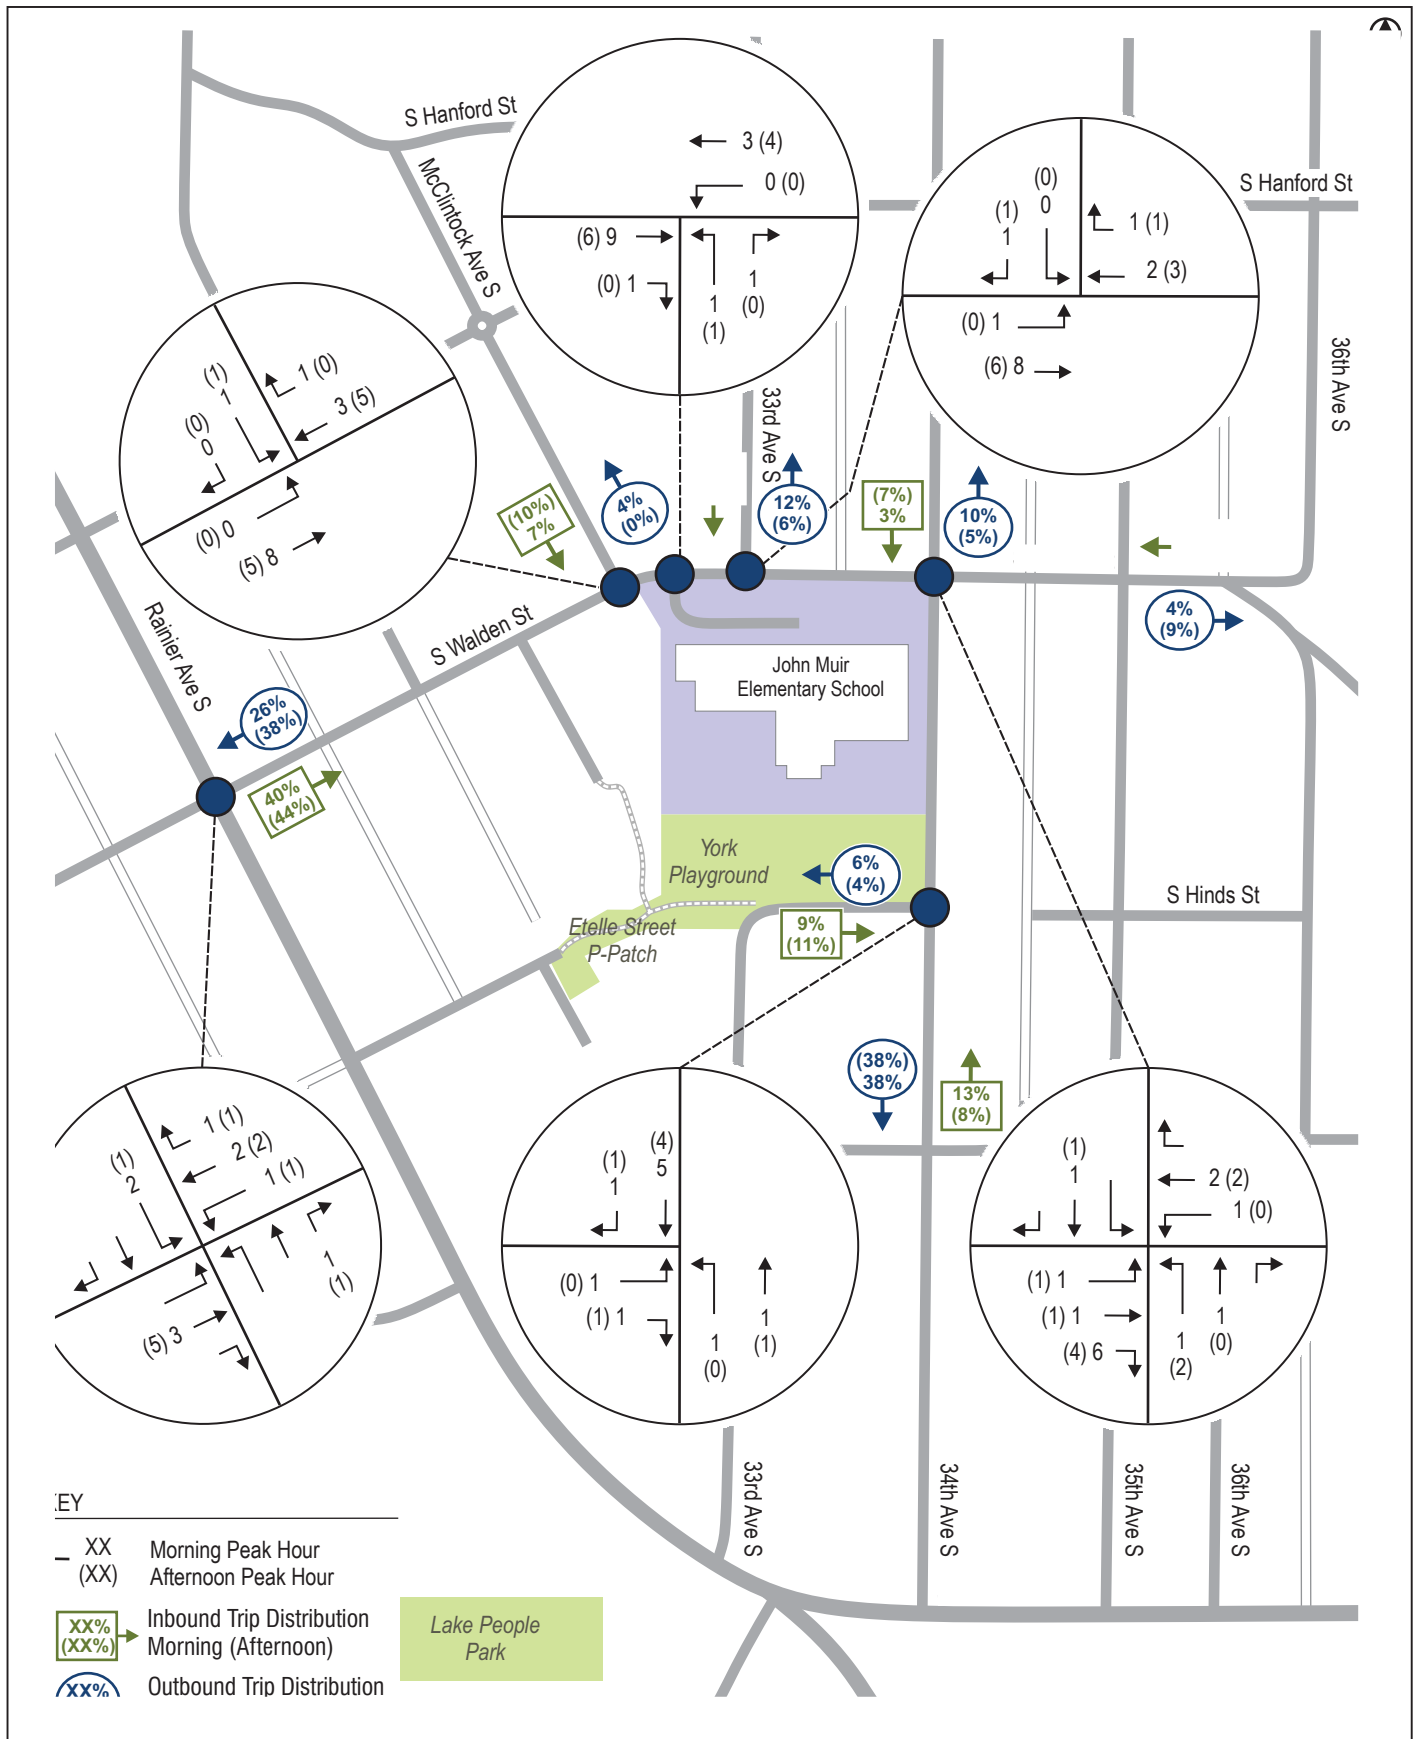 S Hanford St
McClintock Ave S
3 (4)
0 (0)
(6) 9
(0) 1
1
(1)
1
(0)
33rd Ave S
(0)
0
(1)
1
1 (1)
2 (3)
(0) 1
(6) 8
S Hanford St
36th Ave S
(1)
1
(0)
0
1 (0)
3 (5)
(0) 0
(5) 8
(10%)
7%
4%
(0%)
12%
(6%)
(7%)
3%
10%
(5%)
4%
(9%)
Rainier Ave S
S Walden St
26%
(38%)
40%
(44%)
John Muir
Elementary School
York
Playground
6%
(4%)
9%
(11%)
Etelle Street
P-Patch
S Hinds St
(38%)
38%
13%
(8%)
(1)
2
1 (1)
2 (2)
1 (1)
(5) 3
1
(1)
(1)
1
(4)
5
(0) 1
(1) 1
1
(0)
1
(1)
(1)
1
2 (2)
1 (0)
(1) 1
(1) 1
(4) 6
1
(2)
1
(0)
33rd Ave S
34th Ave S
35th Ave S
36th Ave S
EY
XX
(XX)
Morning Peak Hour
Afternoon Peak Hour
XX%
(XX%)
Inbound Trip Distribution
Morning (Afternoon)
XX%
Outbound Trip Distribution
Lake People
Park